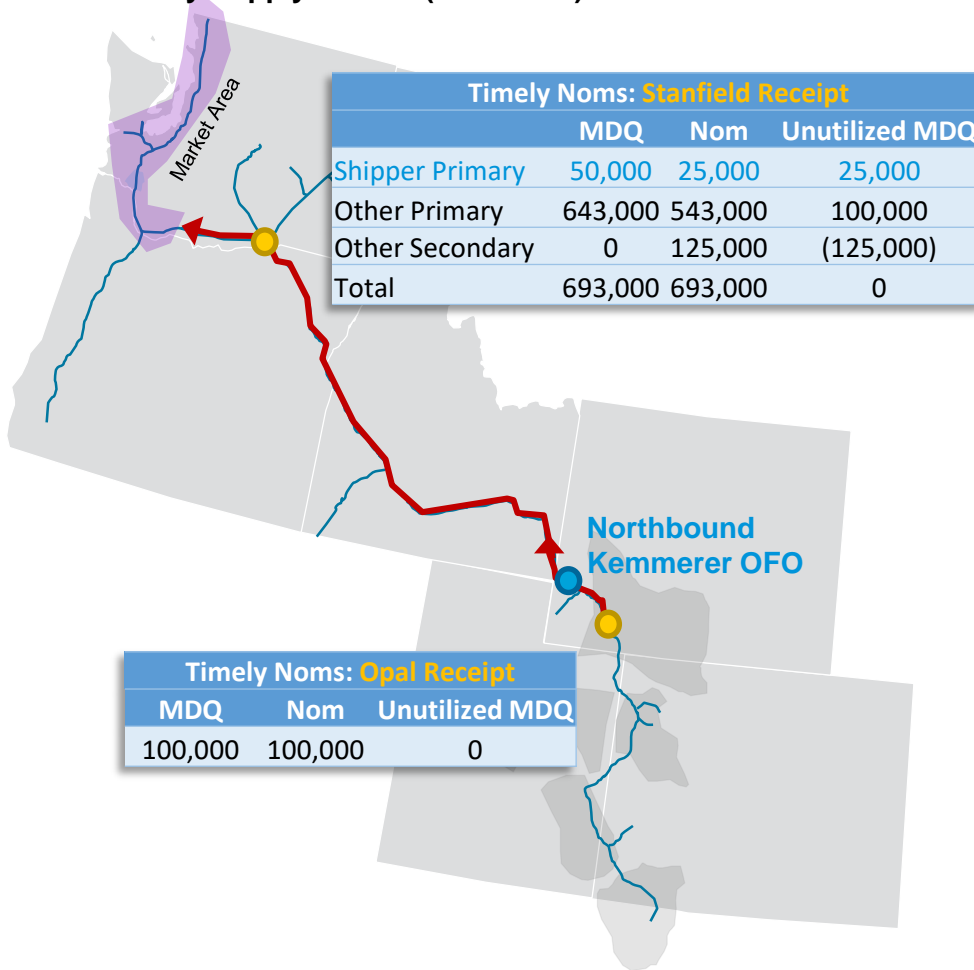 Supply
Market Area
Timely Noms: Stanfield Receipt
MDQ Nom Unutilized MDQ
Shipper Primary 50,000 25,000 25,000
Other Primary 643,000 543,000 100,000
Other Secondary 0 125,000 (125,000)
Total 693,000 693,000 0
Northbound
Kemmerer OFO
Timely Noms: Opal Receipt
MDQ Nom Unutilized MDQ
100,000 100,000 0